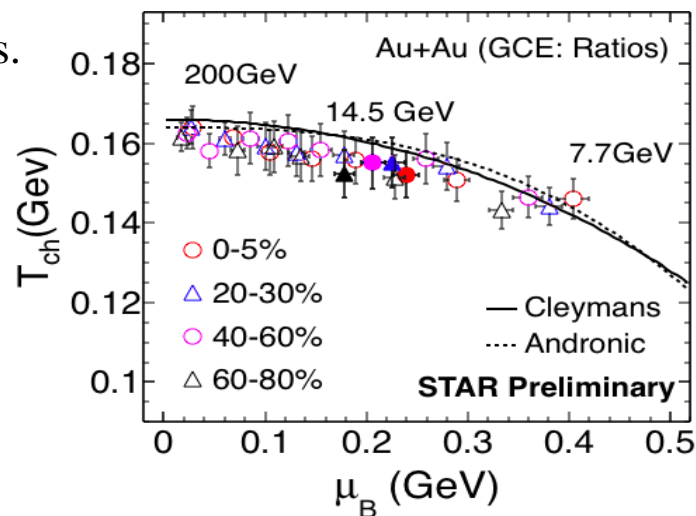 s.
Au+Au (GCE: Ratios)
200GeV
14.5 GeV
7.7GeV
0.18
0.16
0.14
0.12
0.1
T_ch(Gev)
0-5%
20-30%
40-60%
60-80%
Cleymans
Andronic
STAR Preliminary
0 0.1 0.2 0.3 0.4 0.5
μ_B (GeV)